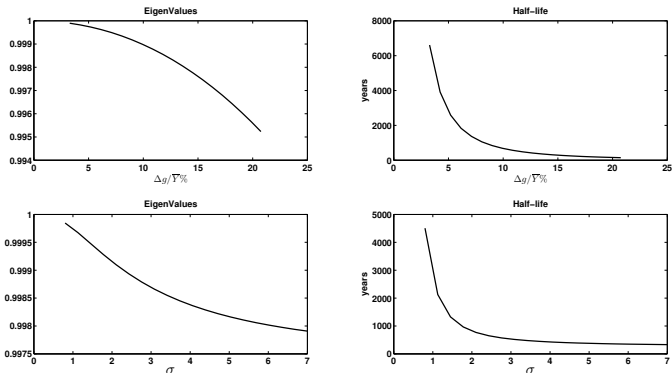 EigenValues
1
0.999
0.998
0.997
0.996
0.995
0.994
0 5 10 15 20 25
Δg/Y̅%
Half−life
8000
6000
4000
2000
0
years
0 5 10 15 20 25
Δg/Y̅%
EigenValues
1
0.9995
0.999
0.9985
0.998
0.9975
0 1 2 3 4 5 6 7
σ
Half−life
5000
4000
3000
2000
1000
0
years
0 1 2 3 4 5 6 7
σ